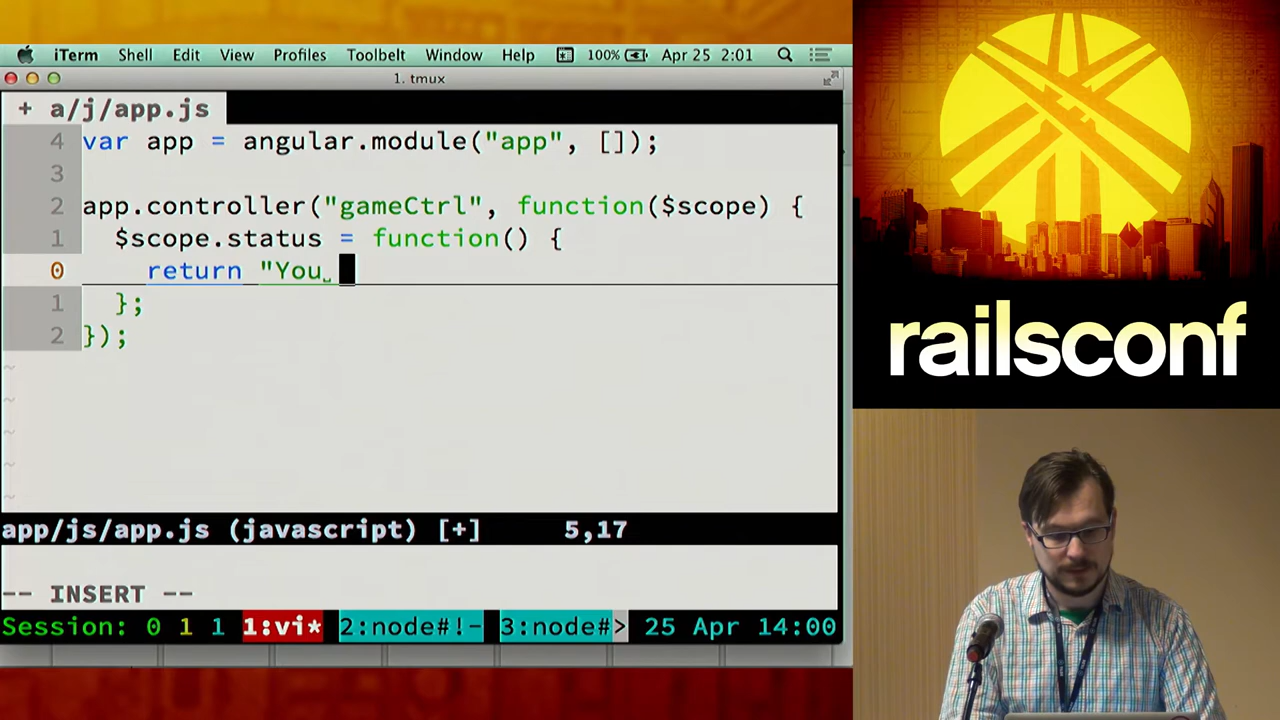 iTerm Shell Edit View Profiles Toolbelt Window Help 100% Apr 25 2:01
1. tmux
+ a/j/app.js
4 var app = angular.module("app", []);
3
2 app.controller("gameCtrl", function($scope) {
1 $scope.status = function() {
0 return "You
1 };
2 });
~
~
~
~
~
app/js/app.js (javascript) [+] 5,17
-- INSERT --
Session: 0 1 1 1:vi* 2:node#!- 3:node#> 25 Apr 14:00
railsconf